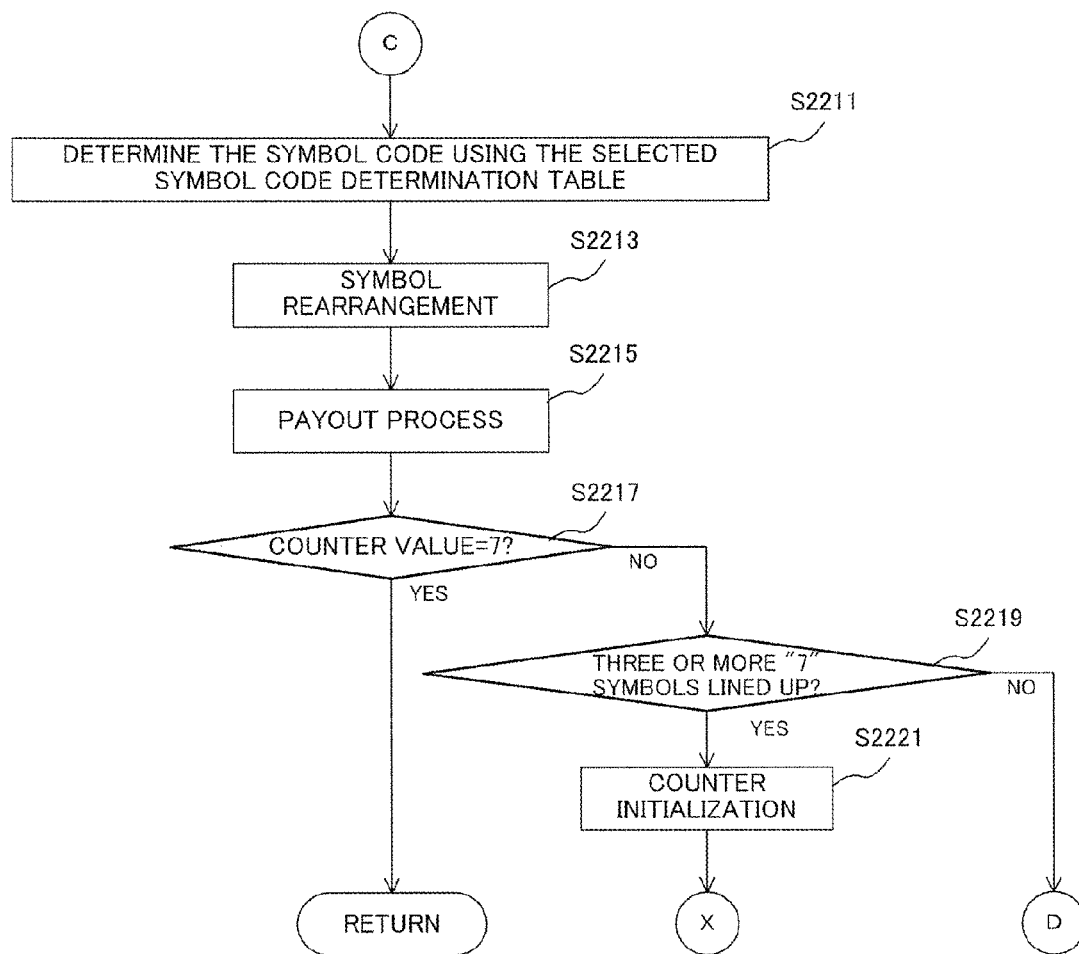 C
S2211
DETERMINE THE SYMBOL CODE USING THE SELECTED
SYMBOL CODE DETERMINATION TABLE
S2213
SYMBOL
REARRANGEMENT
S2215
PAYOUT PROCESS
S2217
COUNTER VALUE=7?
NO
YES
S2219
THREE OR MORE "7"
SYMBOLS LINED UP?
NO
YES
S2221
COUNTER
INITIALIZATION
RETURN
X
D